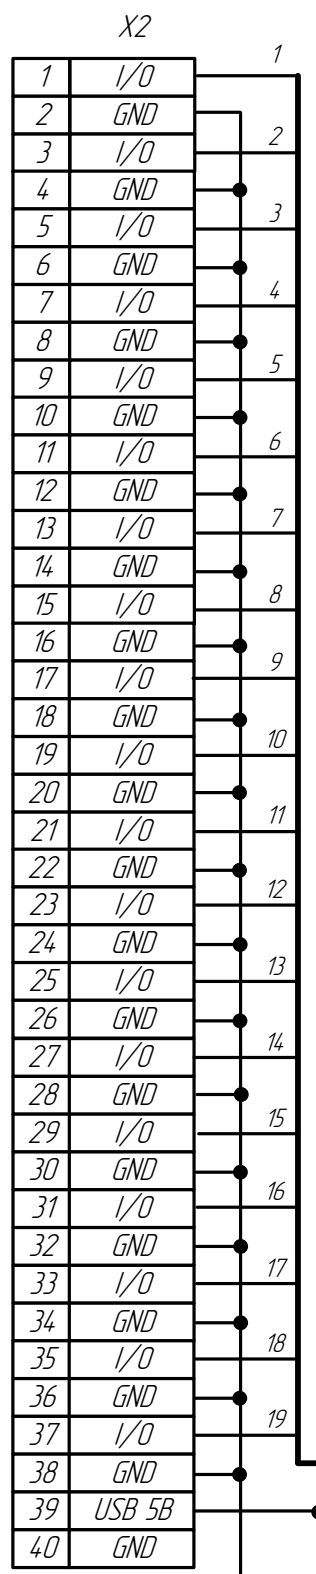 X2
1 I/O 1
2 GND
3 I/O 2
4 GND
5 I/O 3
6 GND
7 I/O 4
8 GND
9 I/O 5
10 GND
11 I/O 6
12 GND
13 I/O 7
14 GND
15 I/O 8
16 GND
17 I/O 9
18 GND
19 I/O 10
20 GND
21 I/O 11
22 GND
23 I/O 12
24 GND
25 I/O 13
26 GND
27 I/O 14
28 GND
29 I/O 15
30 GND
31 I/O 16
32 GND
33 I/O 17
34 GND
35 I/O 18
36 GND
37 I/O 19
38 GND
39 USB 5В
40 GND